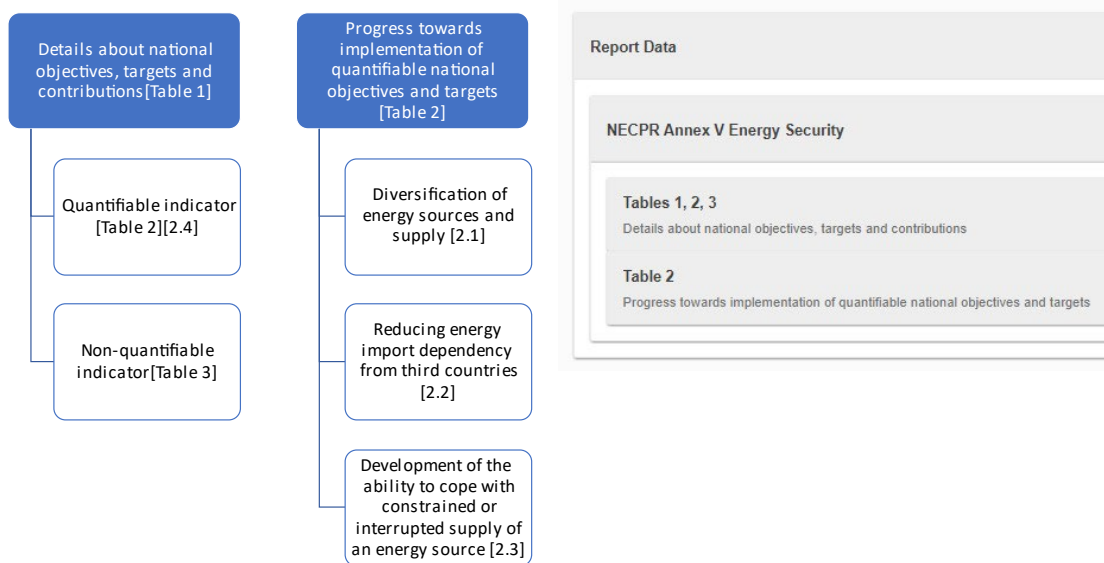 Details about national
objectives, targets and
contributions[Table 1]
Quantifiable indicator
[Table 2][2.4]
Non-quantifiable
indicator[Table 3]
Progress towards
implementation of
quantifiable national
objectives and targets
[Table 2]
Diversification of
energy sources and
supply [2.1]
Reducing energy
import dependency
from third countries
[2.2]
Development of the
ability to cope with
constrained or
interrupted supply of
an energy source [2.3]
Report Data
NECPR Annex V Energy Security
Tables 1, 2, 3
Details about national objectives, targets and contributions
Table 2
Progress towards implementation of quantifiable national objectives and targets